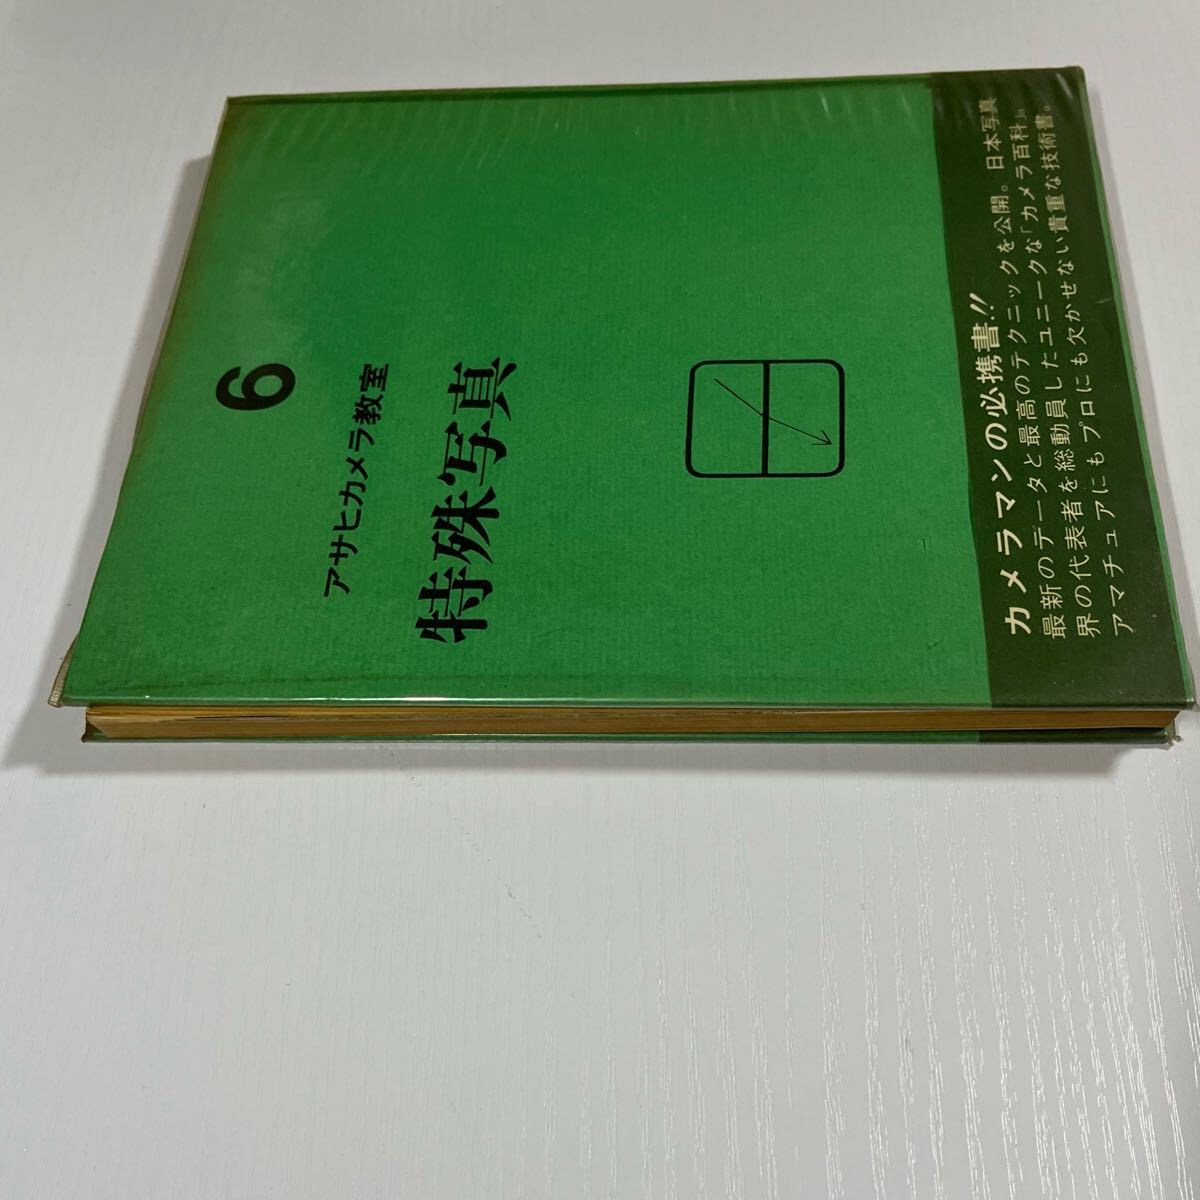 6
アサヒカメラ教室
特殊写真
カメラマンの必携書!!
最新のデータと最高のテクニックを公開。日本写真
界の代表者を総動員したユニークな「カメラ百科」。
アマチュアにもプロにも欠かせない貴重な技術書。